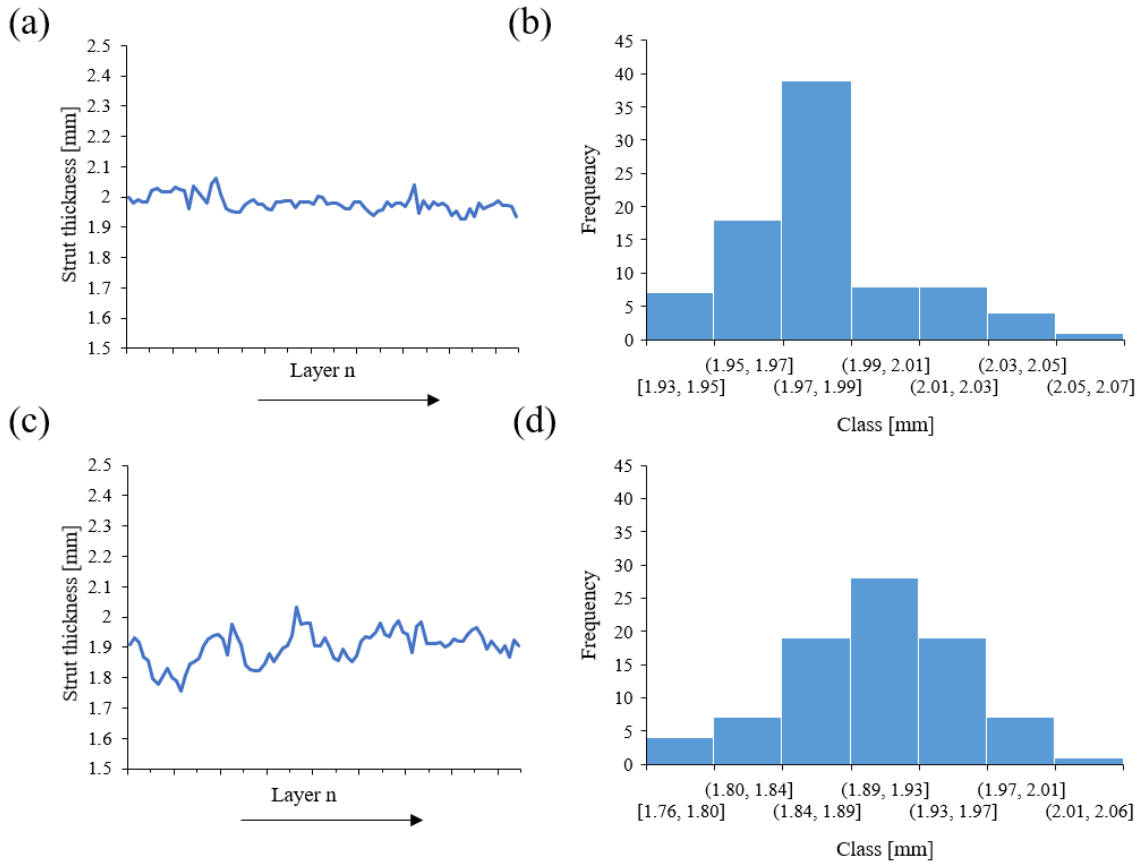 (a)
2.5
2.4
2.3
2.2
2.1
2
1.9
1.8
1.7
1.6
1.5
Strut thickness [mm]
Layer n
(b)
45
40
35
30
25
20
15
10
5
0
Frequency
(1.95, 1.97] (1.99, 2.01] (2.03, 2.05]
[1.93, 1.95] (1.97, 1.99] (2.01, 2.03] (2.05, 2.07]
Class [mm]
(c)
2.5
2.4
2.3
2.2
2.1
2
1.9
1.8
1.7
1.6
1.5
Strut thickness [mm]
Layer n
(d)
45
40
35
30
25
20
15
10
5
0
Frequency
(1.80, 1.84] (1.89, 1.93] (1.97, 2.01]
[1.76, 1.80] (1.84, 1.89] (1.93, 1.97] (2.01, 2.06]
Class [mm]